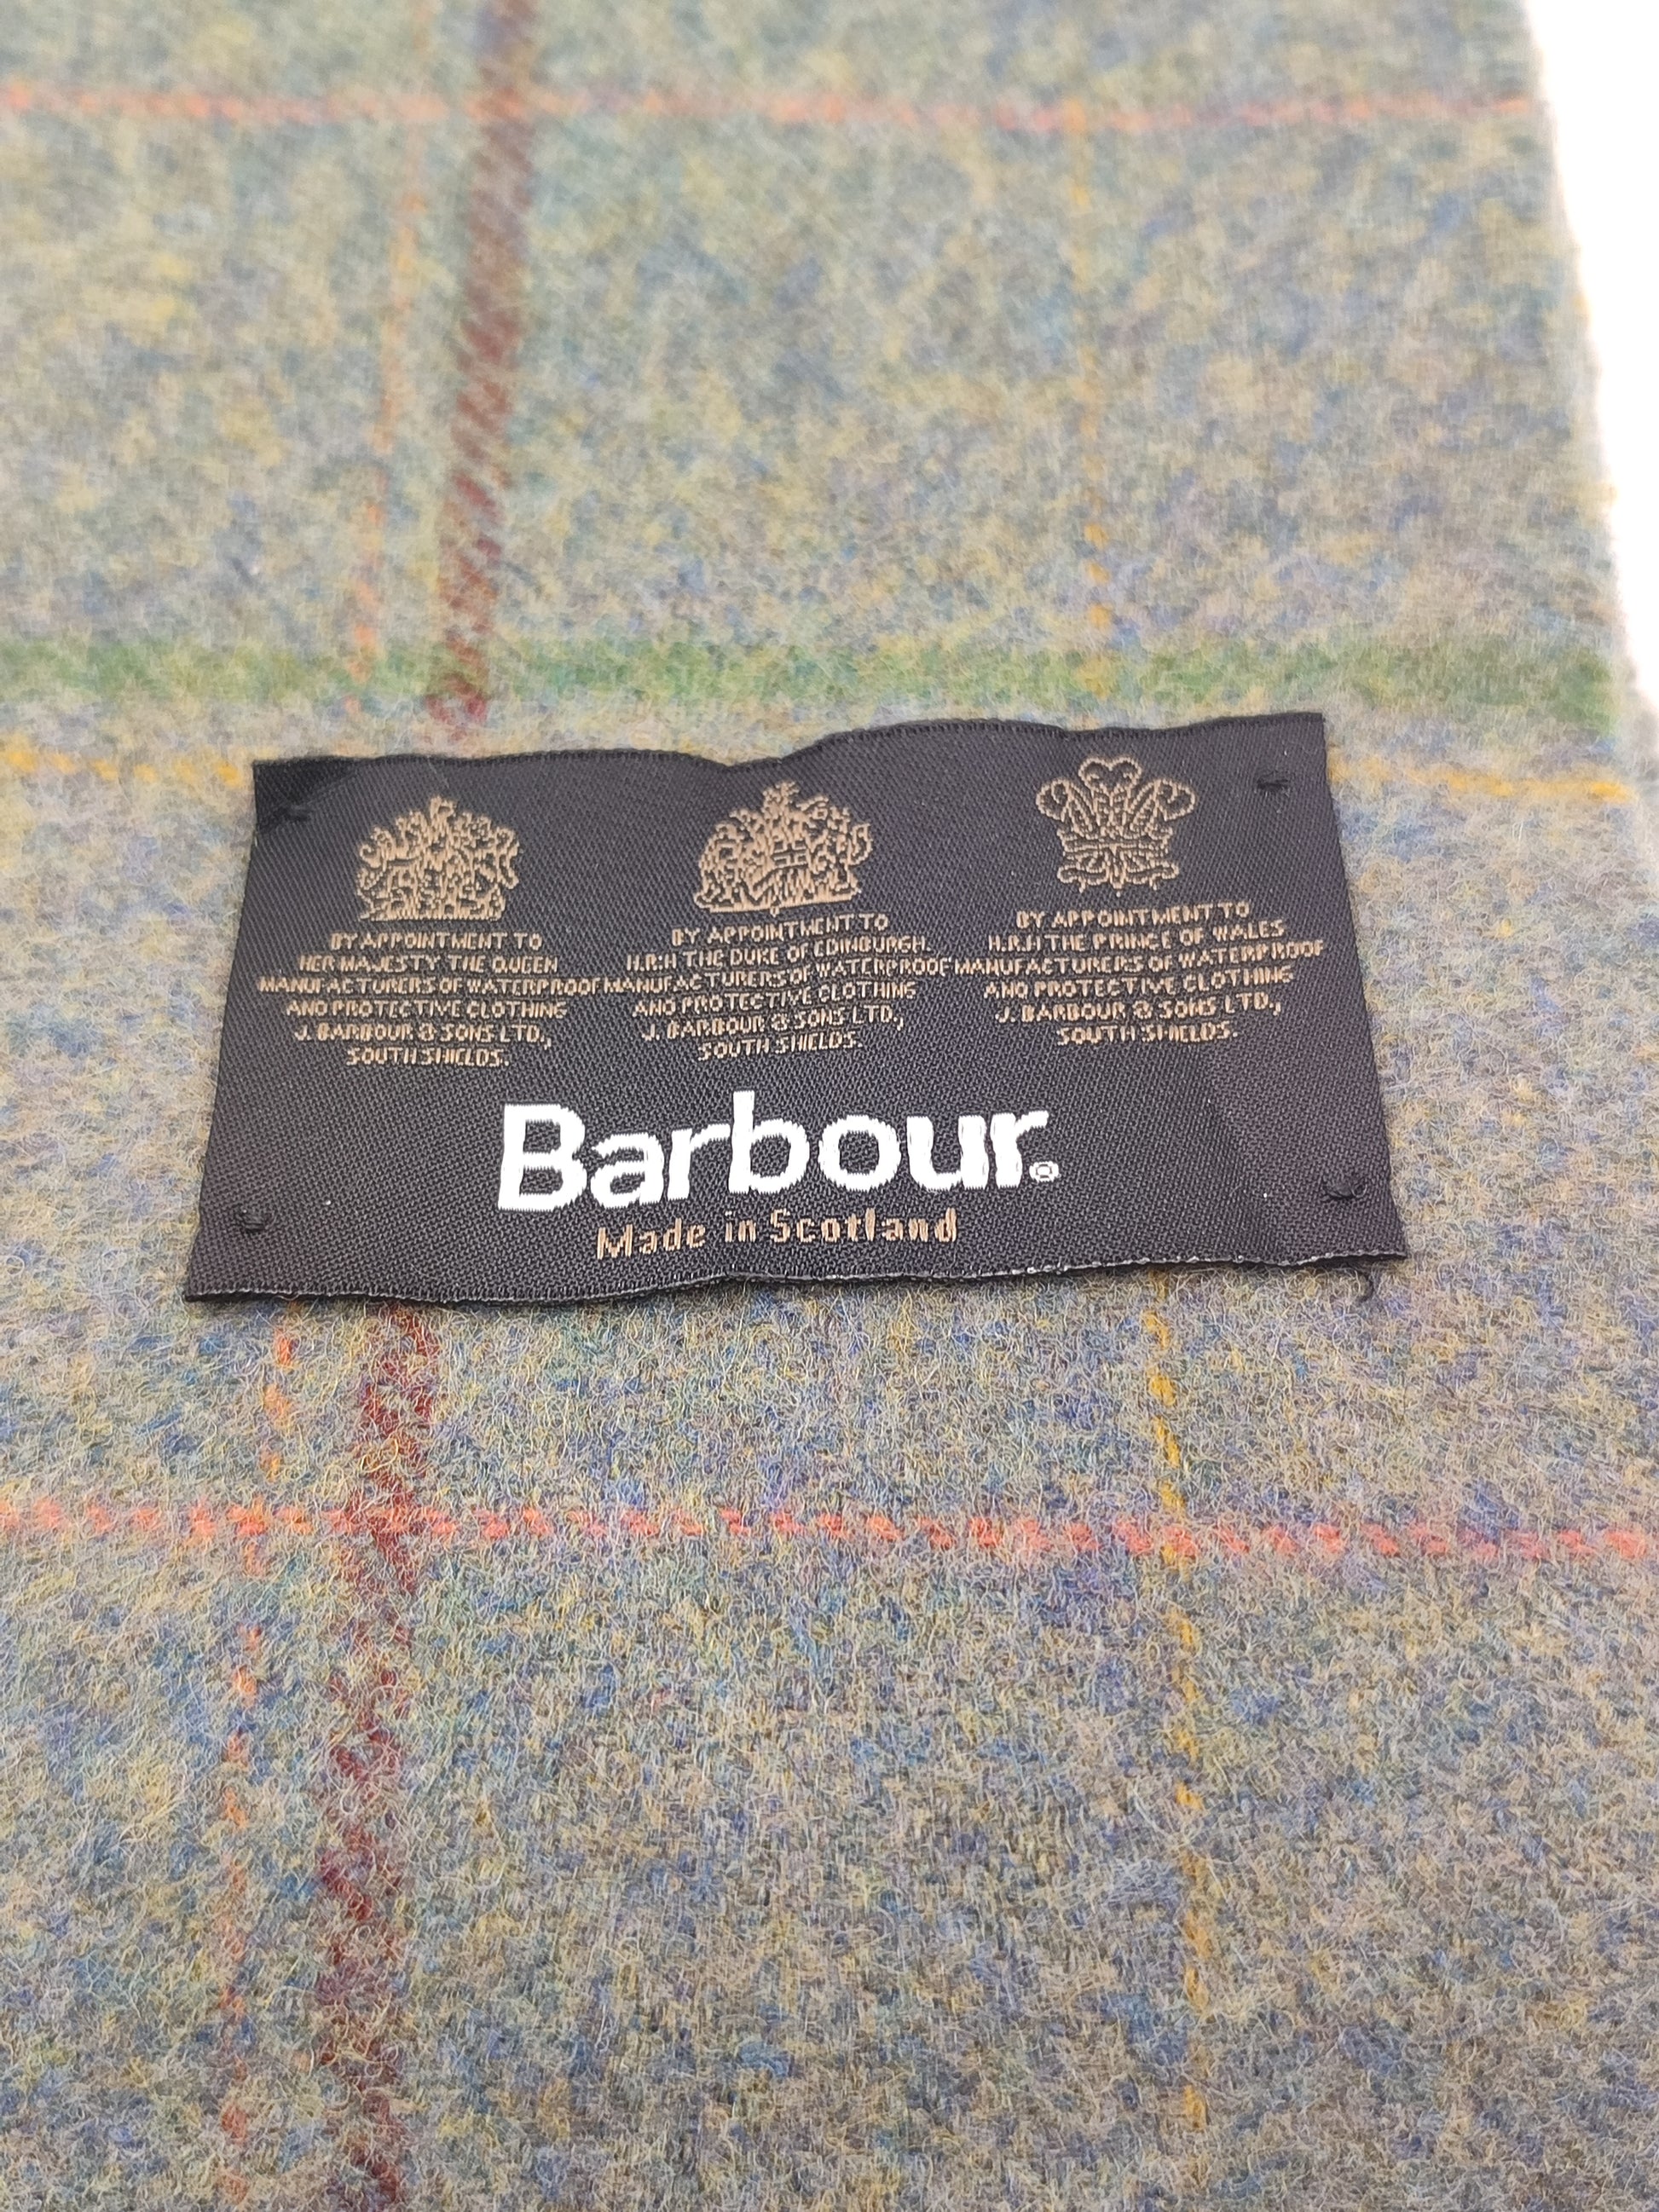 BY APPOINTMENT TO
HER MAJESTY THE QUEEN
MANUFACTURERS OF WATERPROOF
AND PROTECTIVE CLOTHING
J. BARBOUR & SONS LTD.,
SOUTH SHIELDS.
BY APPOINTMENT TO
H.R.H THE DUKE OF EDINBURGH.
MANUFACTURERS OF WATERPROOF
AND PROTECTIVE CLOTHING
J. BARBOUR & SONS LTD.,
SOUTH SHIELDS.
BY APPOINTMENT TO
H.R.H THE PRINCE OF WALES
MANUFACTURERS OF WATERPROOF
AND PROTECTIVE CLOTHING
J. BARBOUR & SONS LTD.,
SOUTH SHIELDS.
Barbour®
Made in Scotland